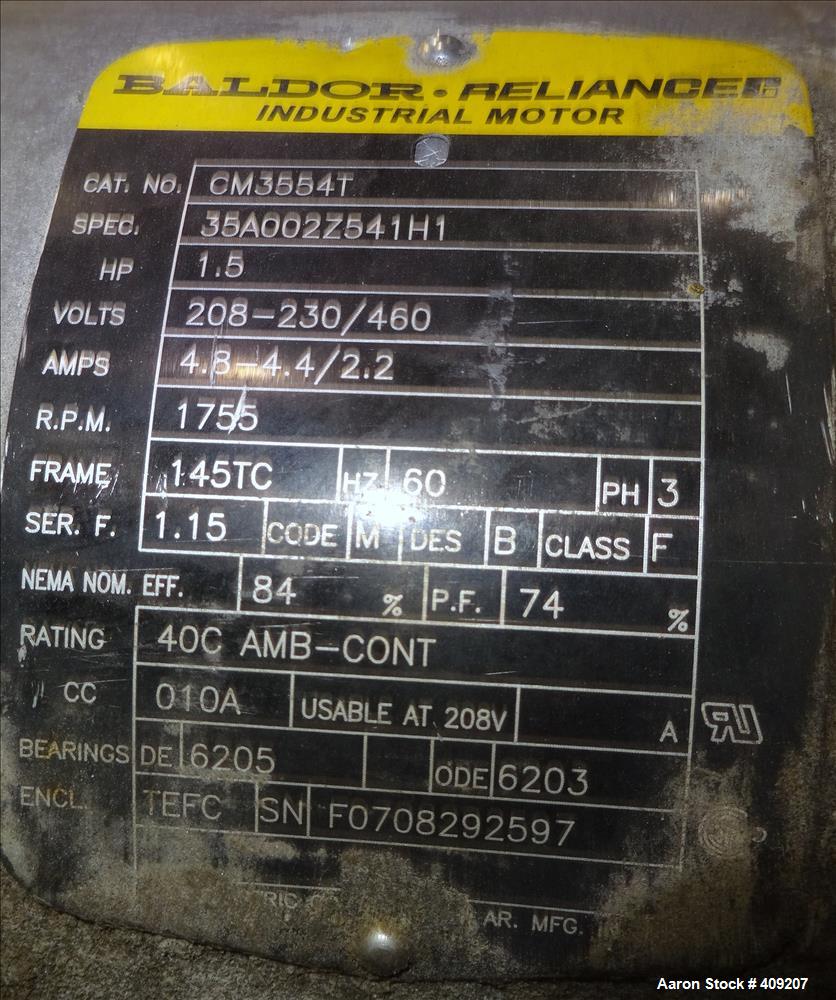 BALDOR • RELIANCE
INDUSTRIAL MOTOR
CAT. NO. CM3554T
SPEC. 35A002Z541H1
HP 1.5
VOLTS 208-230/460
AMPS 4.8-4.4/2.2
R.P.M. 1755
FRAME 145TC HZ 60 PH 3
SER. F. 1.15 CODE M DES B CLASS F
NEMA NOM. EFF. 84 % P.F. 74 %
RATING 40C AMB-CONT
CC 010A USABLE AT 208V A
BEARINGS DE 6205 ODE 6203
ENCL. TEFC SN F0708292597
MFG.
Aaron Stock # 409207